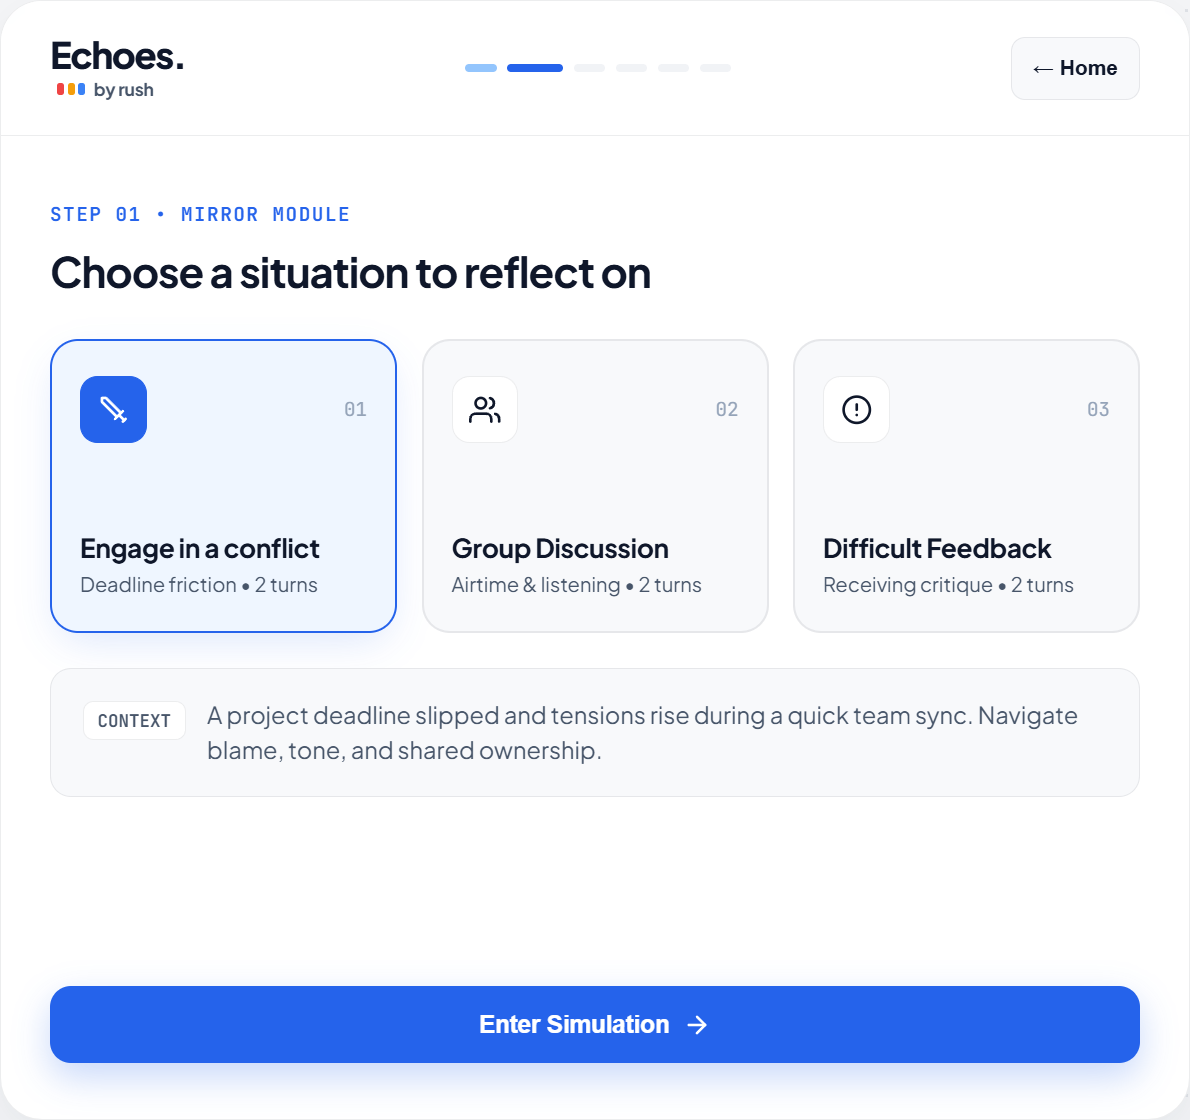 Echoes.
by rush
← Home
STEP 01 • MIRROR MODULE
Choose a situation to reflect on
01
Engage in a conflict
Deadline friction • 2 turns
02
Group Discussion
Airtime & listening • 2 turns
03
Difficult Feedback
Receiving critique • 2 turns
CONTEXT
A project deadline slipped and tensions rise during a quick team sync. Navigate
blame, tone, and shared ownership.
Enter Simulation →